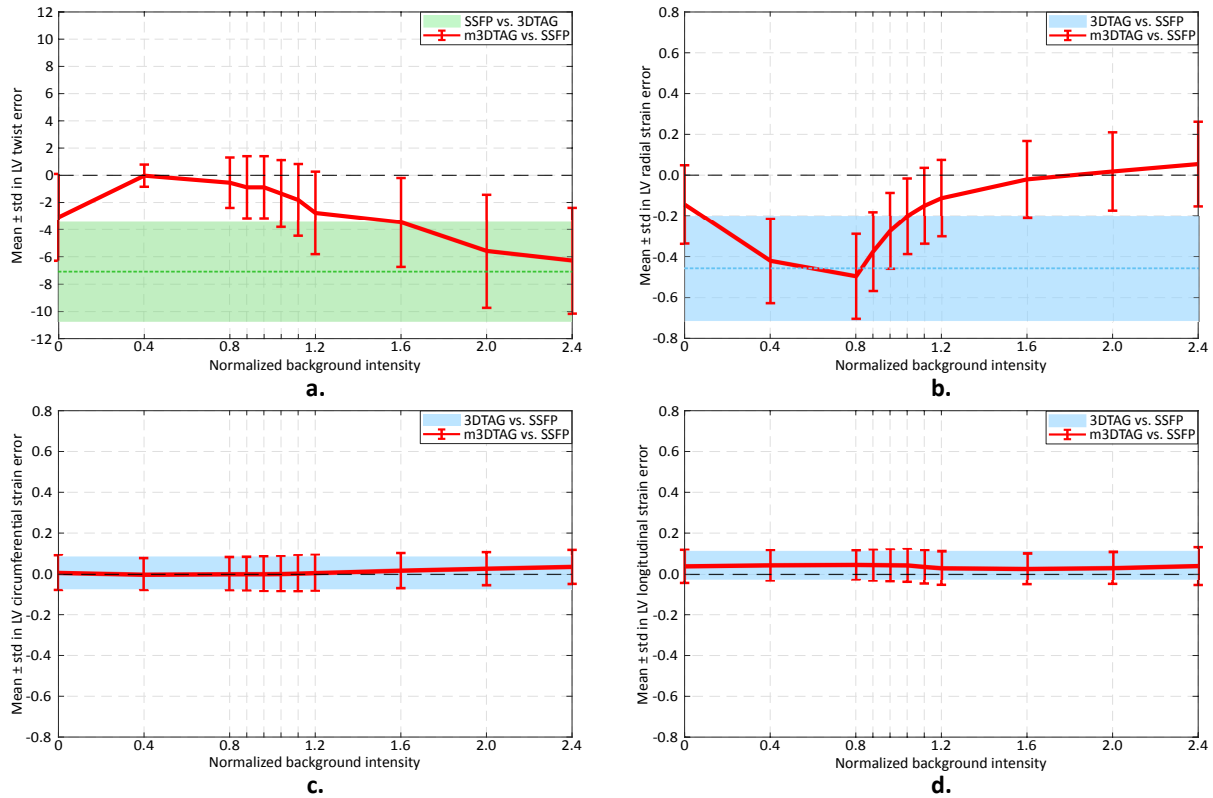 SSFP vs. 3DTAG
m3DTAG vs. SSFP
12
10
8
6
4
2
0
-2
-4
-6
-8
-10
-12
Mean ± std in LV twist error
0 0.4 0.8 1.2 1.6 2.0 2.4
Normalized background intensity
a.
3DTAG vs. SSFP
m3DTAG vs. SSFP
0.8
0.6
0.4
0.2
0.0
-0.2
-0.4
-0.6
-0.8
Mean ± std in LV radial strain error
0 0.4 0.8 1.2 1.6 2.0 2.4
Normalized background intensity
b.
3DTAG vs. SSFP
m3DTAG vs. SSFP
0.8
0.6
0.4
0.2
0.0
-0.2
-0.4
-0.6
-0.8
Mean ± std in LV circumferential strain error
0 0.4 0.8 1.2 1.6 2.0 2.4
Normalized background intensity
c.
3DTAG vs. SSFP
m3DTAG vs. SSFP
0.8
0.6
0.4
0.2
0.0
-0.2
-0.4
-0.6
-0.8
Mean ± std in LV longitudinal strain error
0 0.4 0.8 1.2 1.6 2.0 2.4
Normalized background intensity
d.